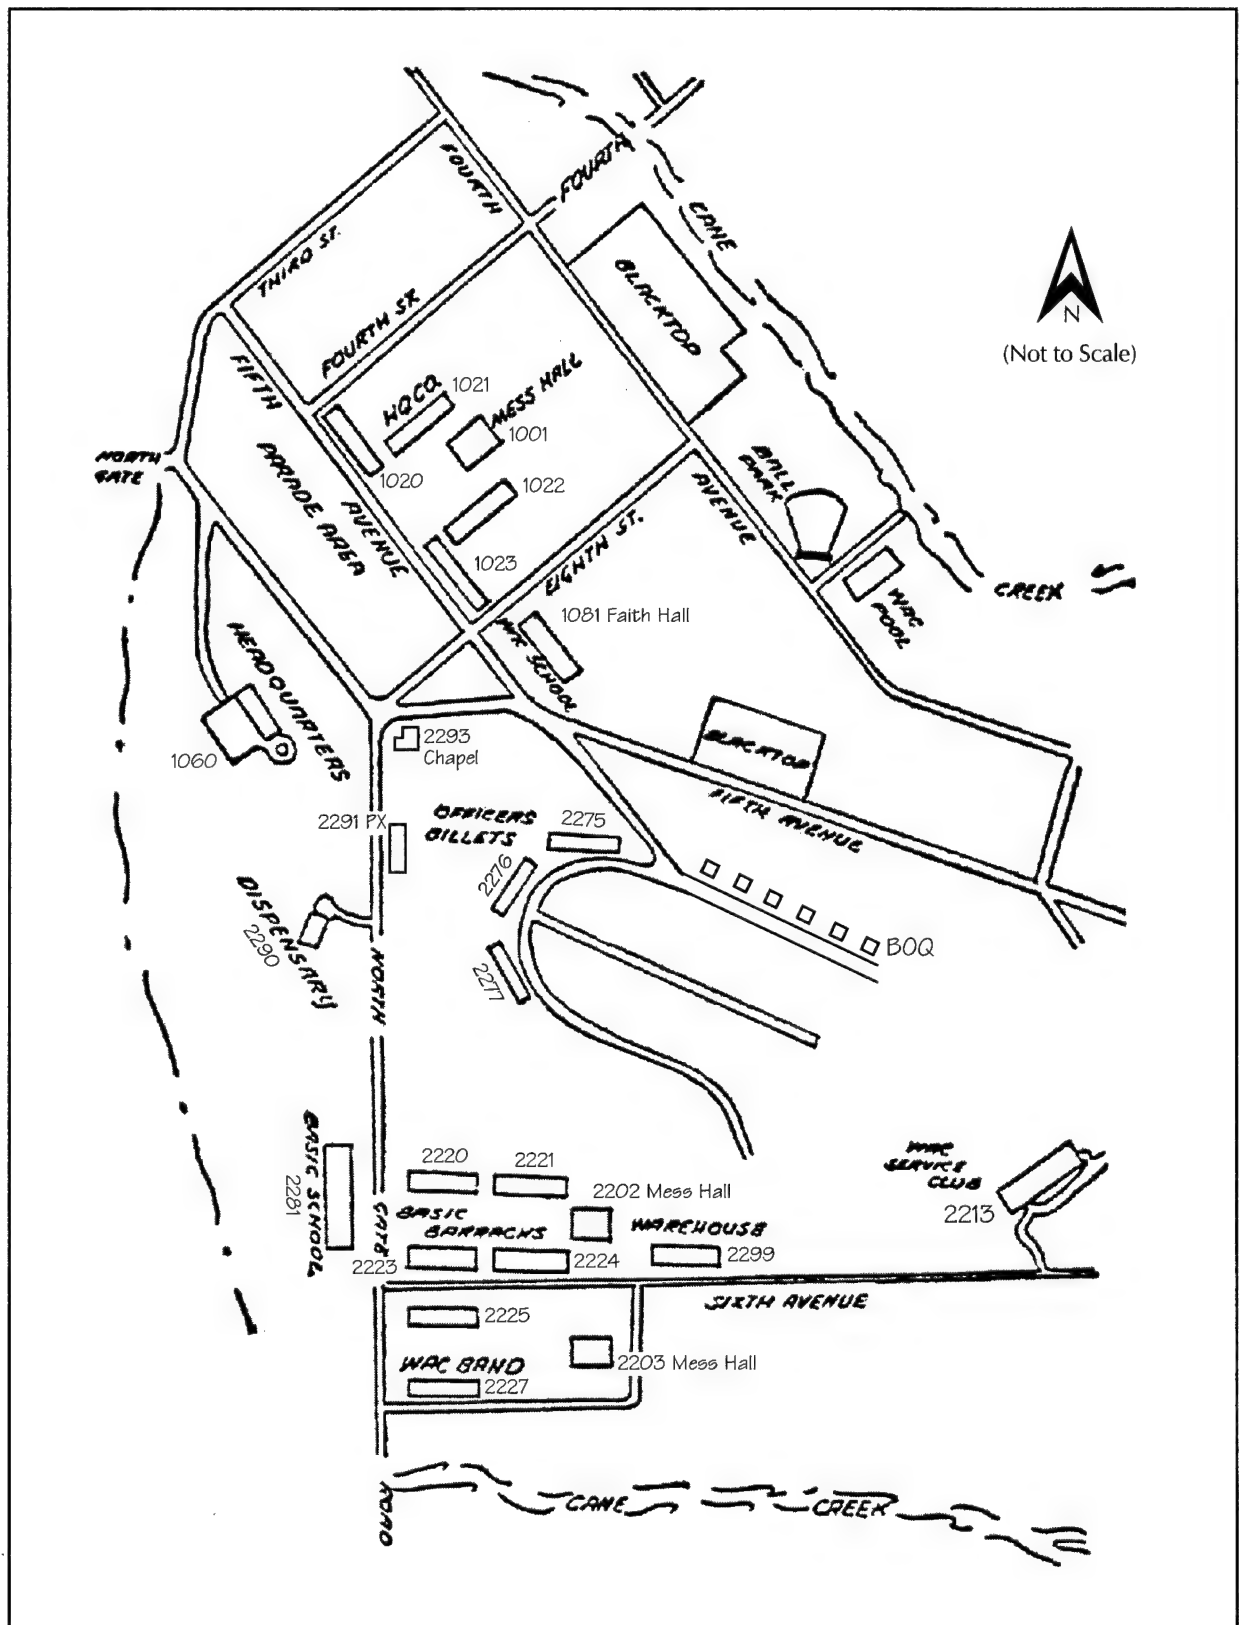 FOURTH
FOURTH
CANE
THIRD ST.
BLACKTOP
N
(Not to Scale)
FOURTH ST.
FIFTH
HQ CO.
1021
MESS HALL
1001
NORTH
GATE
PARADE AREA
1020
AVENUE
1022
AVENUE
BALL
PARK
1023
EIGHTH ST.
CREEK
WAC
POOL
1081 Faith Hall
SCHOOL
HEADQUARTERS
1060
2293
Chapel
BLACKTOP
FIFTH AVENUE
2291 PX
OFFICERS
BILLETS
2275
2276
DISPENSARY
2290
NORTH
2277
BOQ
BASIC SCHOOL
2281
2220
2221
2202 Mess Hall
WAC
SERVICE
CLUB
2213
GATE
BASIC
BARRACKS
WAREHOUSE
2223
2224
2299
SIXTH AVENUE
2225
WAC BAND
2203 Mess Hall
2227
ROAD
CANE
CREEK